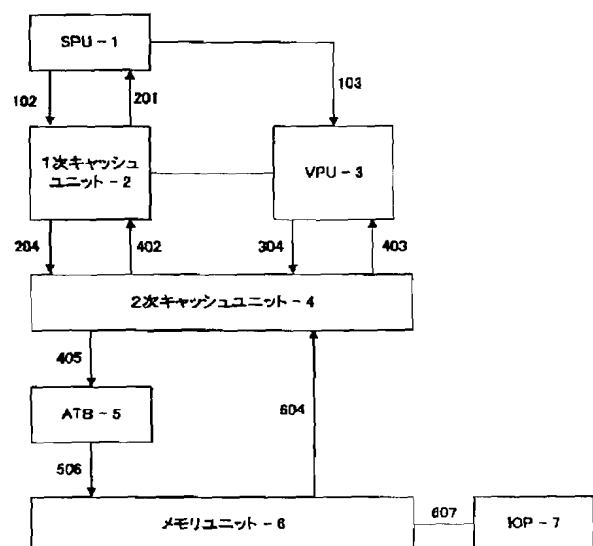 SPU - 1
102
201
103
1次キャッシュ
ユニット - 2
VPU - 3
204
402
304
403
2次キャッシュユニット - 4
405
604
ATB - 5
506
メモリユニット - 6
607
IOP - 7